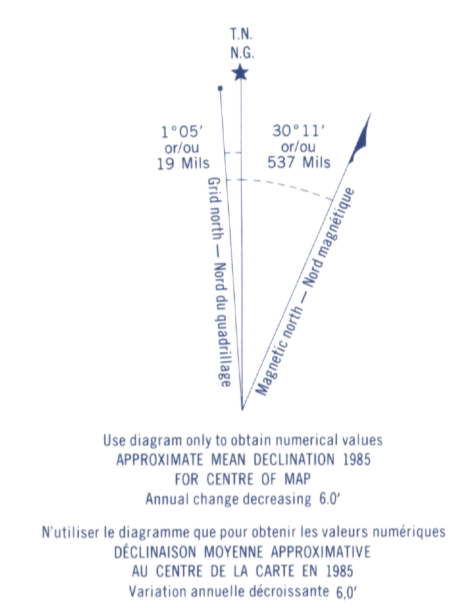 T.N.
N.G.
1°05′
or/ou
19 Mils
30°11′
or/ou
537 Mils
Grid north — Nord du quadrillage
Magnetic north — Nord magnétique
Use diagram only to obtain numerical values
APPROXIMATE MEAN DECLINATION 1985
FOR CENTRE OF MAP
Annual change decreasing 6.0′
N'utiliser le diagramme que pour obtenir les valeurs numériques
DÉCLINAISON MOYENNE APPROXIMATIVE
AU CENTRE DE LA CARTE EN 1985
Variation annuelle décroissante 6,0′